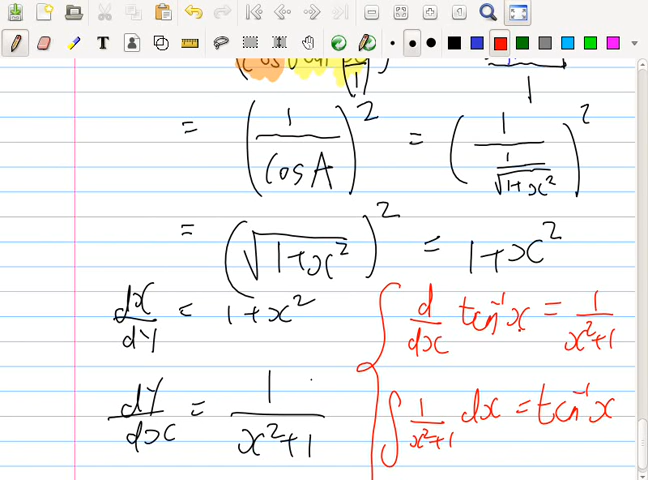 = (1/cos A)^2 = (1/(1/√(1+x^2)))^2
= (√(1+x^2))^2 = 1+x^2
dx/dy = 1+x^2
d/dx tan^-1 x = 1/(x^2+1)
dy/dx = 1/(x^2+1)
∫ 1/(x^2+1) dx = tan^-1 x